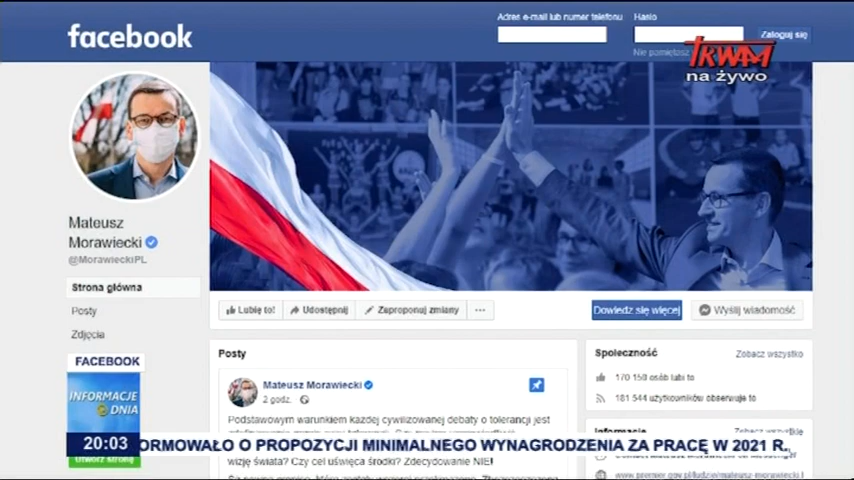 facebook
Adres e-mail lub numer telefonu
Hasło
Zaloguj się
Nie pamiętasz
TRWAM
na żywo
Mateusz
Morawiecki
@MorawieckiPL
Strona główna
Posty
Zdjęcia
Lubię to!
Udostępnij
Zaproponuj zmiany
...
Dowiedz się więcej
Wyślij wiadomość
Posty
Mateusz Morawiecki
2 godz.
Podstawowym warunkiem każdej cywilizowanej debaty o tolerancji jest
wizję świata? Czy cel uświęca środki? Zdecydowanie NIE!
Społeczność
Zobacz wszystko
170 150 osób lubi to
181 544 użytkowników obserwuje to
Informacje
Zobacz wszystko
www.premier.gov.pl/ludzie/mateusz-morawiecki.l
FACEBOOK
INFORMACJE
DNIA
20:03
ORMOWAŁO O PROPOZYCJI MINIMALNEGO WYNAGRODZENIA ZA PRACĘ W 2021 R.,
Utwórz stronę